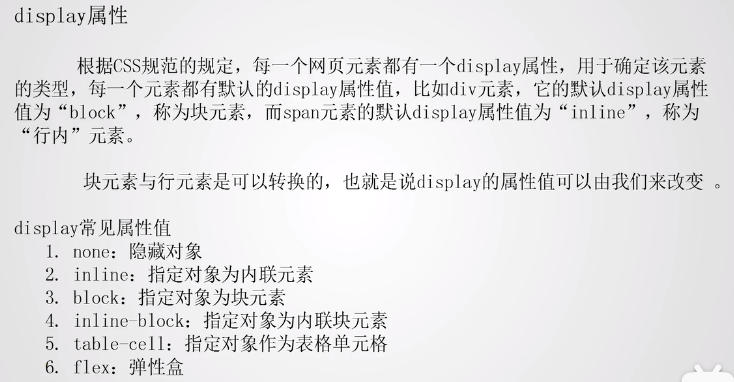 display属性
根据CSS规范的规定，每一个网页元素都有一个display属性，用于确定该元素
的类型，每一个元素都有默认的display属性值，比如div元素，它的默认display属性
值为“block”，称为块元素，而span元素的默认display属性值为“inline”，称为
“行内”元素。
块元素与行元素是可以转换的，也就是说display的属性值可以由我们来改变 。
display常见属性值
1. none：隐藏对象
2. inline：指定对象为内联元素
3. block：指定对象为块元素
4. inline-block：指定对象为内联块元素
5. table-cell：指定对象作为表格单元格
6. flex：弹性盒